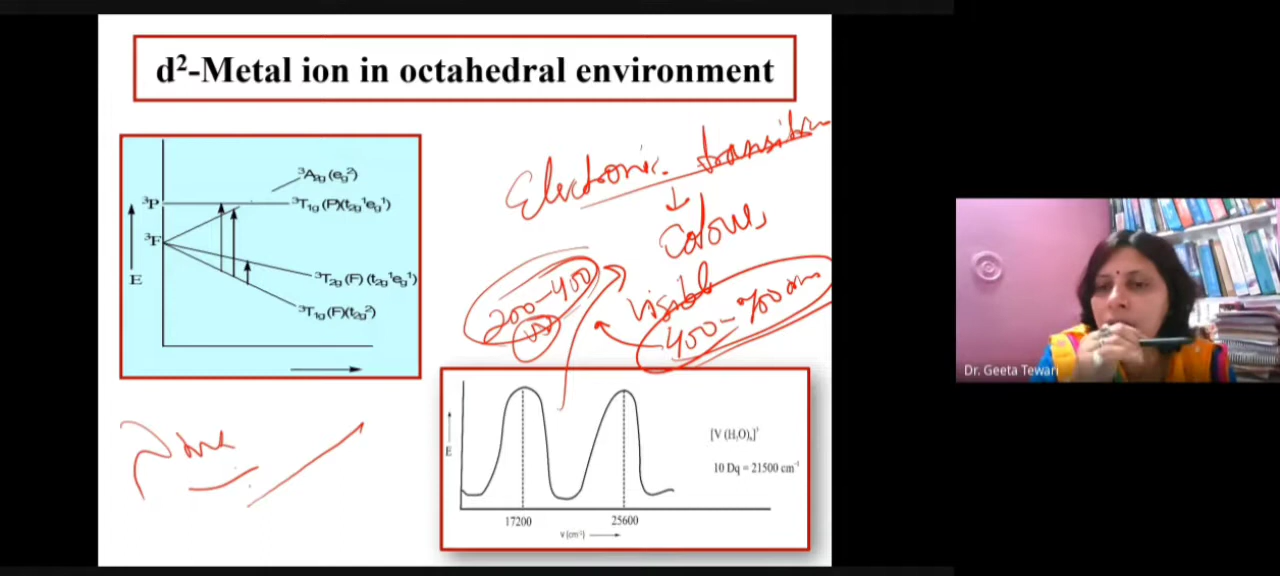 d²-Metal ion in octahedral environment
³A₂g(eg²)
³P
³T₁g(P)(t₂g¹eg¹)
³F
E
³T₂g(F)(t₂g¹eg¹)
³T₁g(F)(t₂g²)
Electronic transition
↓
Colour
visible
200-400
400-700 nm
E
[V(H₂O)₆]³
10 Dq = 21500 cm⁻¹
17200
25600
ν (cm⁻¹)
Dr. Geeta Tewari